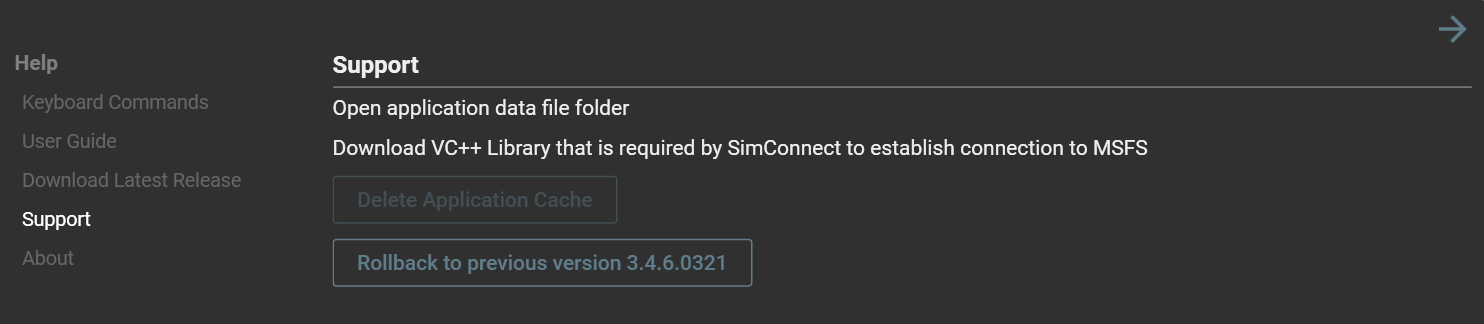 Help
Keyboard Commands
User Guide
Download Latest Release
Support
About
Support
Open application data file folder
Download VC++ Library that is required by SimConnect to establish connection to MSFS
Delete Application Cache
Rollback to previous version 3.4.6.0321